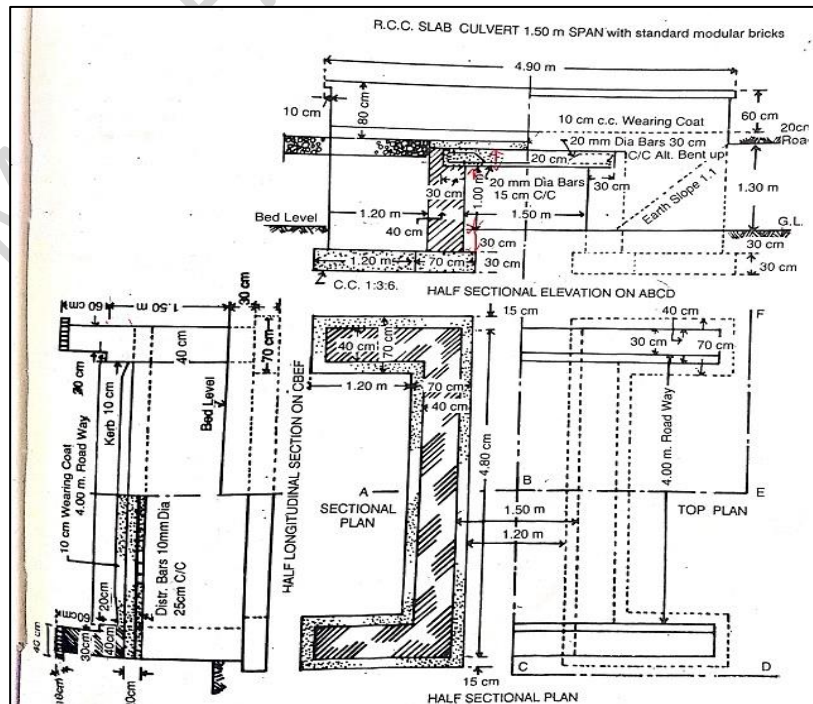 R.C.C. SLAB CULVERT 1.50 m SPAN with standard modular bricks
4.90 m
10 cm
80 cm
10 cm c.c. Wearing Coat
60 cm
20cm
Road
20 mm Dia Bars 30 cm
C/C Alt. Bent up
20 cm
20 mm Dia Bars
15 cm C/C
30 cm
30 cm
1.00 m
1.30 m
Earth Slope 1.1
Bed Level
1.20 m
1.50 m
40 cm
G.L.
30 cm
30 cm
1.20 m
70 cm
30 cm
30 cm
C.C. 1:3:6.
HALF SECTIONAL ELEVATION ON ABCD
60 cm
1.50 m
30 cm
40 cm
70 cm
20 cm
Kerb 10 cm
Bed Level
10 cm Wearing Coat
4.00 m. Road Way
Distr. Bars 10mm Dia
25cm C/C
20cm
60cm
40 cm
30cm
40cm
10cm
HALF LONGITUDINAL SECTION ON CBEF
40 cm
70 cm
1.20 m
70 cm
40 cm
A
SECTIONAL
PLAN
4.80 cm
15 cm
15 cm
40 cm
F
30 cm
70 cm
4.00 m. Road Way
B
E
1.50 m
TOP PLAN
1.20 m
C
D
HALF SECTIONAL PLAN